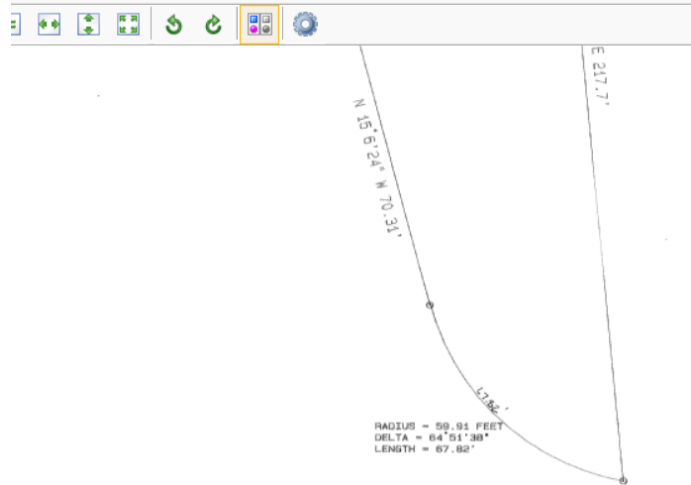 E 217.7'
N 15°6'24" W 70.31'
67.82'
RADIUS = 59.91 FEET
DELTA = 64°51'38"
LENGTH = 67.82'